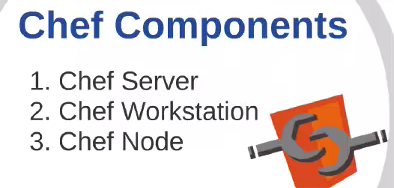 Chef Components
1. Chef Server
2. Chef Workstation
3. Chef Node